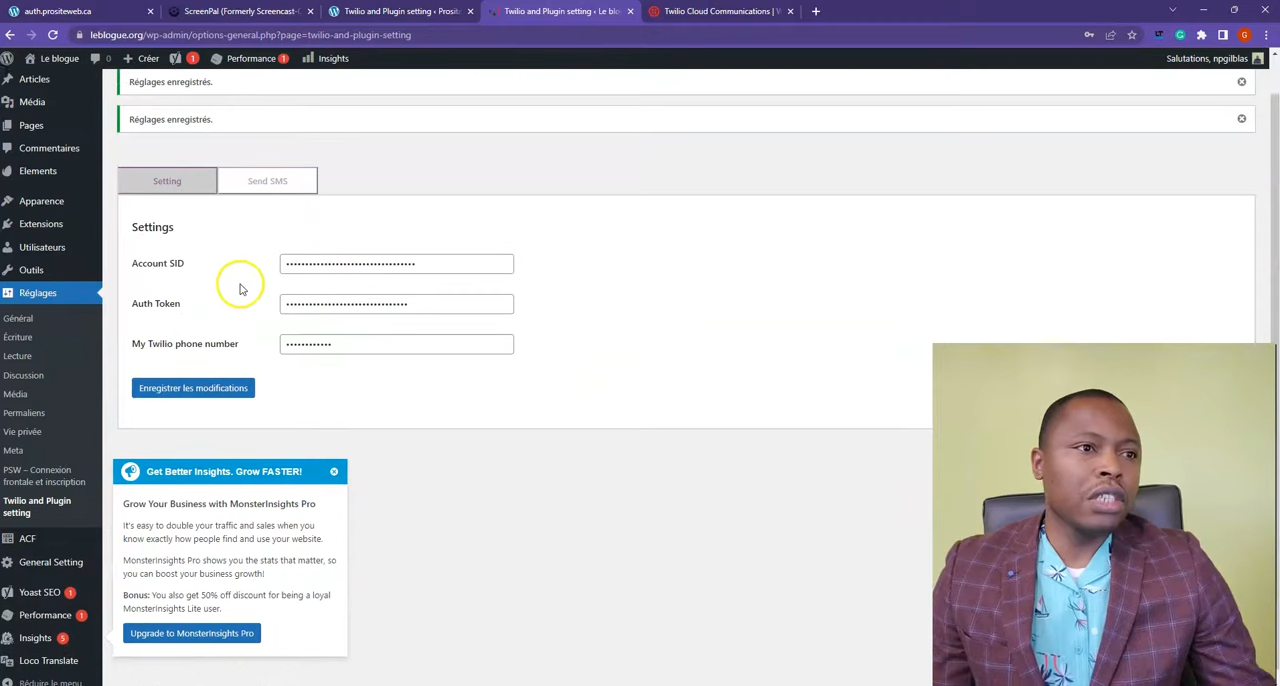 auth.prositeweb.ca
ScreenPal (Formerly Screencast-O
Twilio and Plugin setting ‹ Prosite
Twilio and Plugin setting ‹ Le blog
Twilio Cloud Communications | W
leblogue.org/wp-admin/options-general.php?page=twilio-and-plugin-setting
Le blogue
0
Créer
1
Performance
1
Insights
Salutations, npgilblas
Articles
Média
Pages
Commentaires
Elements
Apparence
Extensions
Utilisateurs
Outils
Réglages
Général
Écriture
Lecture
Discussion
Média
Permaliens
Vie privée
Meta
PSW – Connexion
frontale et inscription
Twilio and Plugin
setting
ACF
General Setting
Yoast SEO 1
Performance 1
Insights 5
Loco Translate
Réduire le menu
Réglages enregistrés.
Réglages enregistrés.
Setting
Send SMS
Settings
Account SID
Auth Token
My Twilio phone number
Enregistrer les modifications
Get Better Insights. Grow FASTER!
Grow Your Business with MonsterInsights Pro
It's easy to double your traffic and sales when you
know exactly how people find and use your website.
MonsterInsights Pro shows you the stats that matter, so
you can boost your business growth!
Bonus: You also get 50% off discount for being a loyal
MonsterInsights Lite user.
Upgrade to MonsterInsights Pro